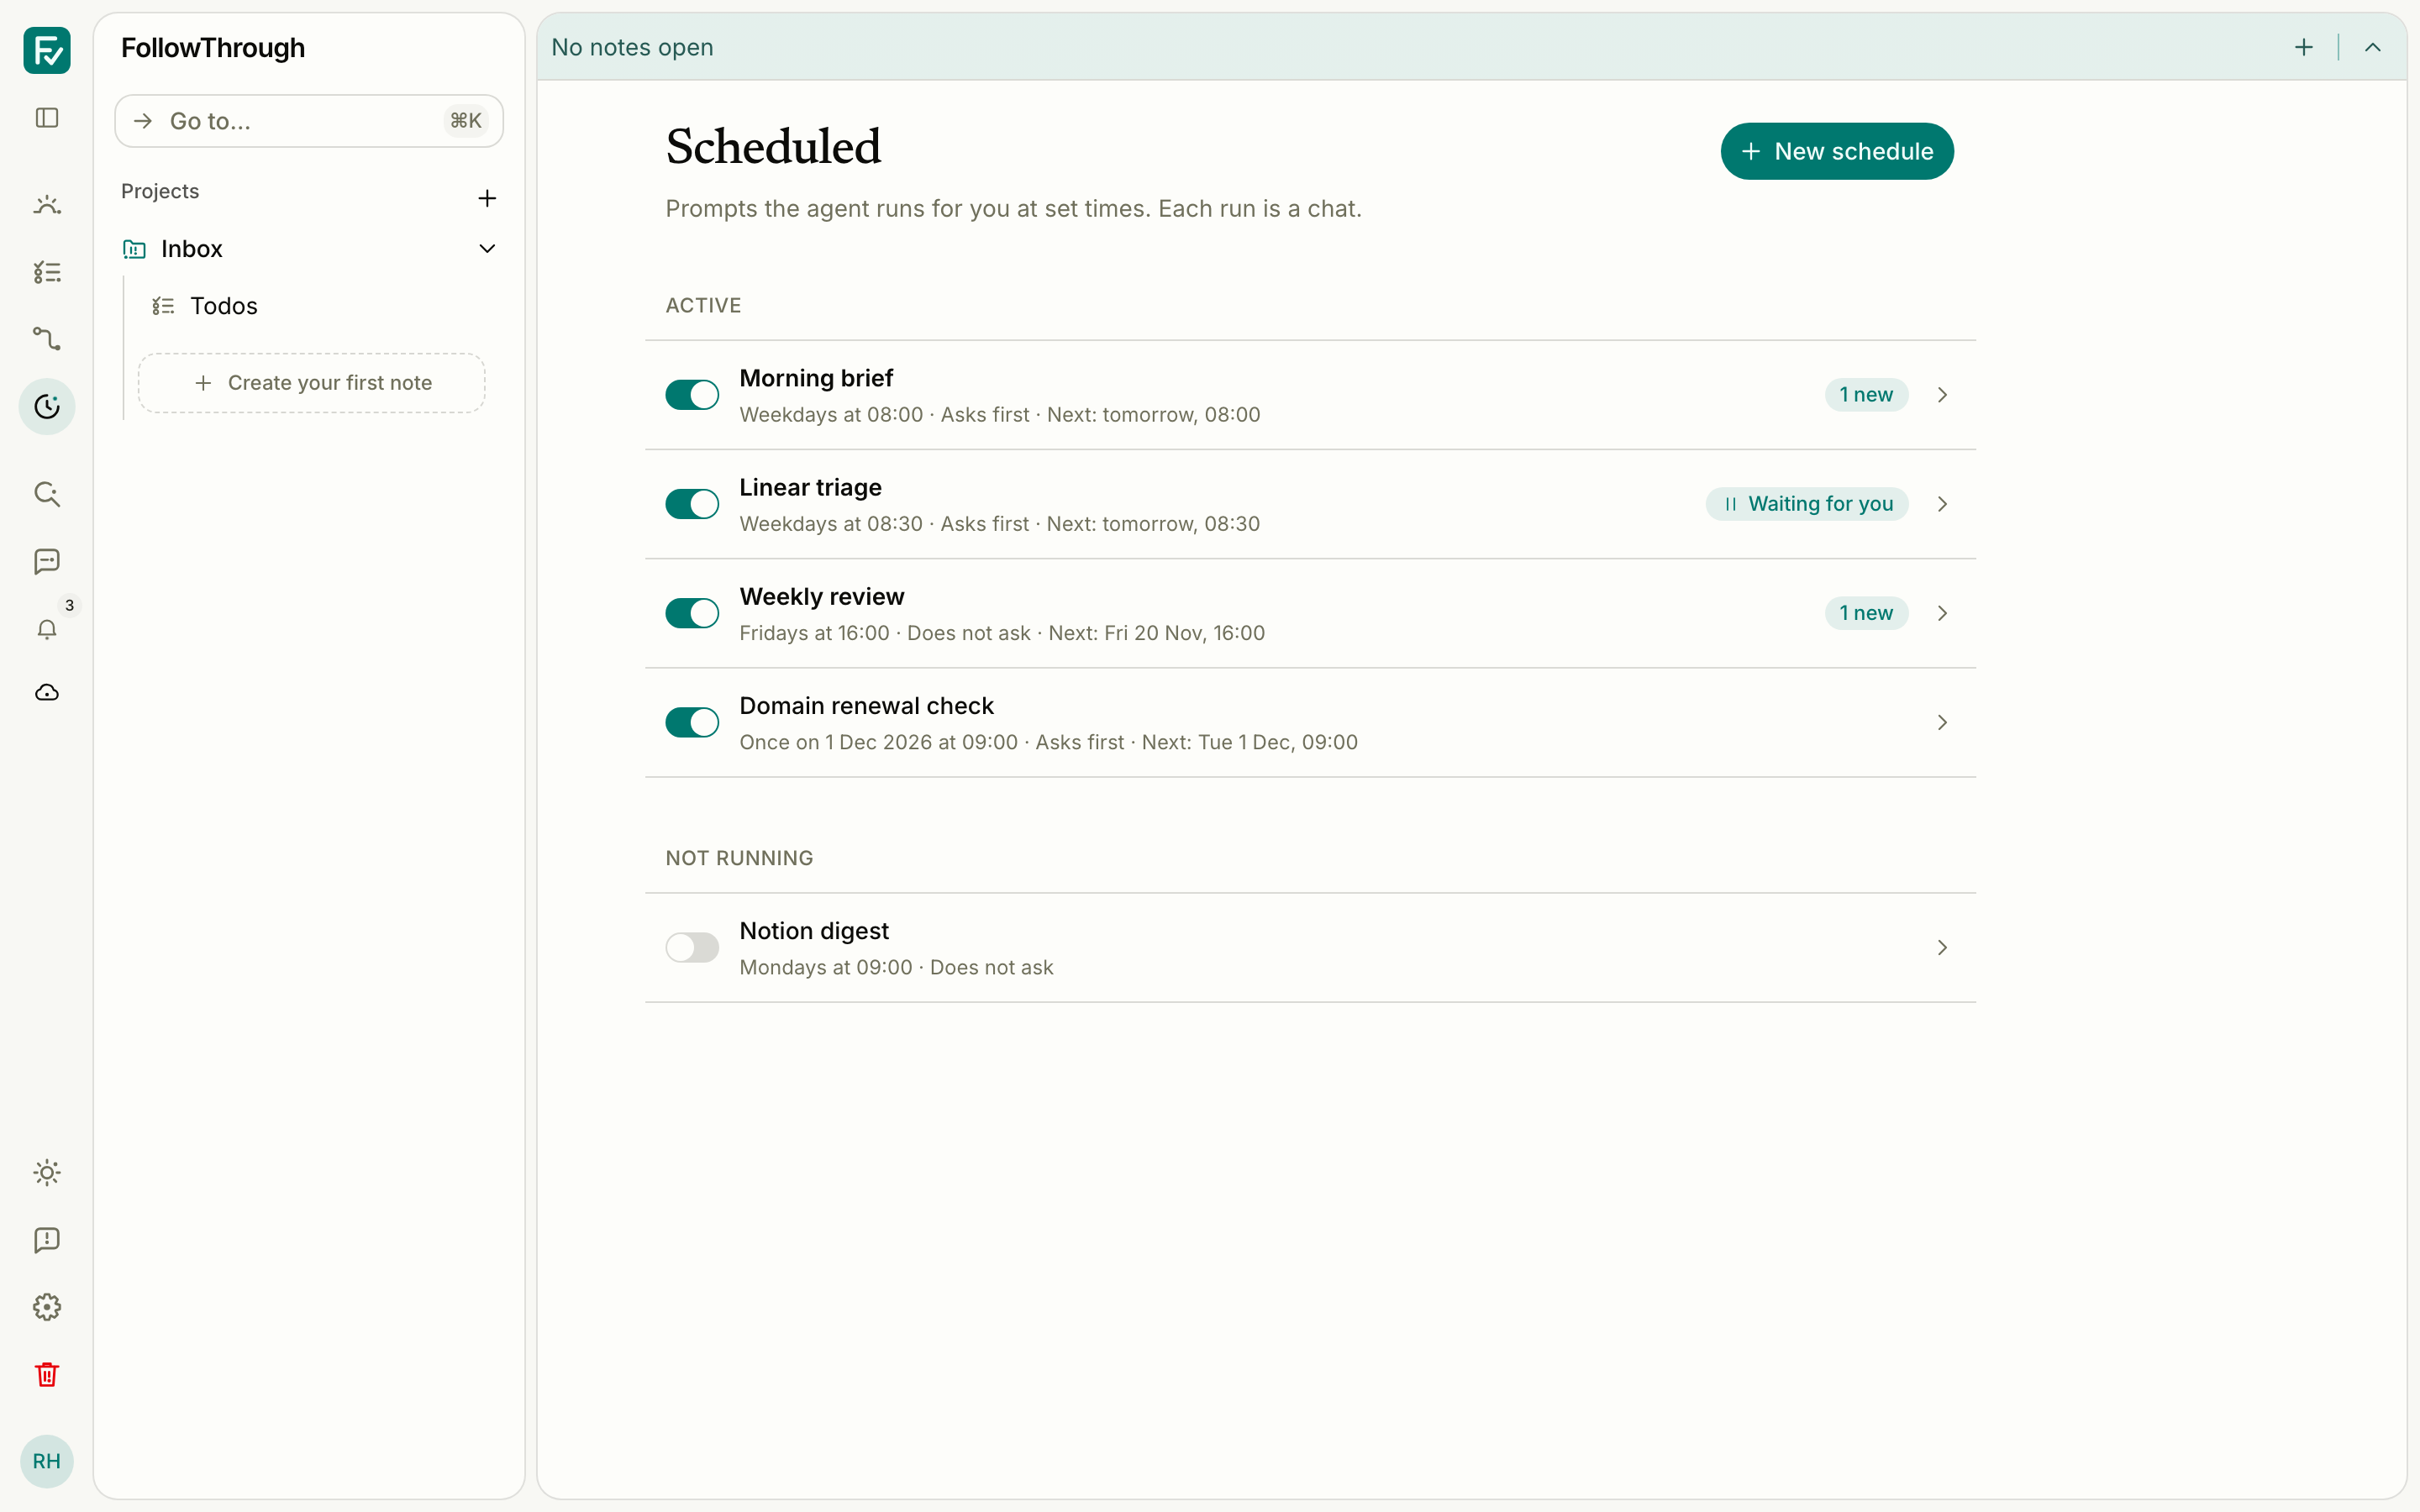 FollowThrough
Go to...
⌘K
Projects
Inbox
Todos
Create your first note
3
RH
No notes open
Scheduled
New schedule
Prompts the agent runs for you at set times. Each run is a chat.
ACTIVE
Morning brief
Weekdays at 08:00 · Asks first · Next: tomorrow, 08:00
1 new
Linear triage
Weekdays at 08:30 · Asks first · Next: tomorrow, 08:30
Waiting for you
Weekly review
Fridays at 16:00 · Does not ask · Next: Fri 20 Nov, 16:00
1 new
Domain renewal check
Once on 1 Dec 2026 at 09:00 · Asks first · Next: Tue 1 Dec, 09:00
NOT RUNNING
Notion digest
Mondays at 09:00 · Does not ask